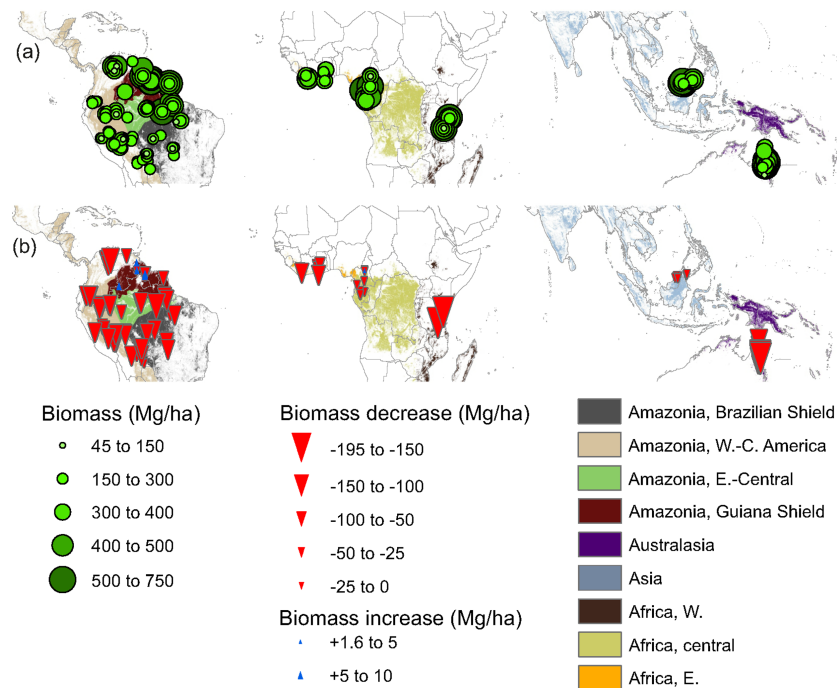 (a)
(b)
Biomass (Mg/ha)
45 to 150
150 to 300
300 to 400
400 to 500
500 to 750
Biomass decrease (Mg/ha)
-195 to -150
-150 to -100
-100 to -50
-50 to -25
-25 to 0
Biomass increase (Mg/ha)
+1.6 to 5
+5 to 10
Amazonia, Brazilian Shield
Amazonia, W.-C. America
Amazonia, E.-Central
Amazonia, Guiana Shield
Australasia
Asia
Africa, W.
Africa, central
Africa, E.